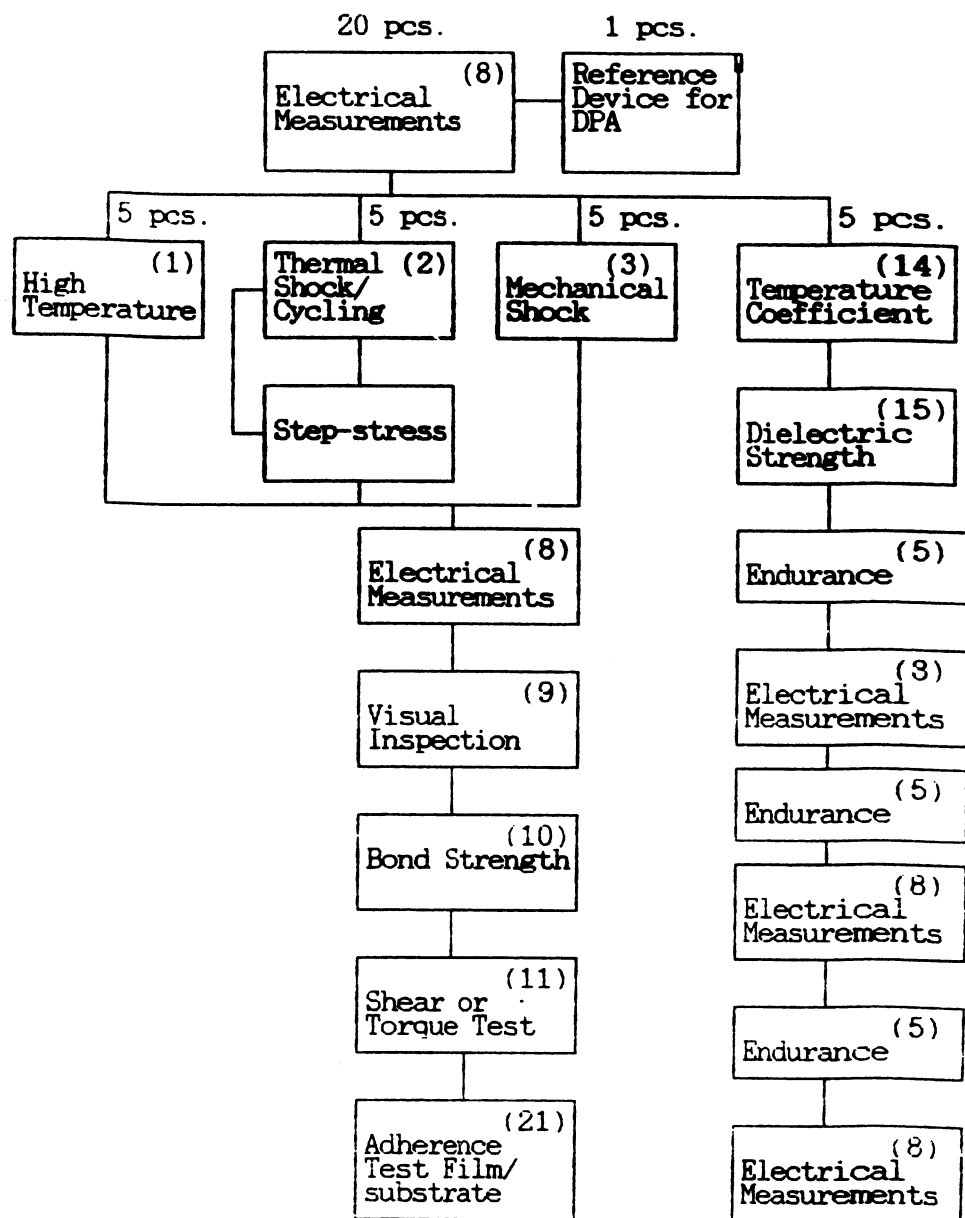 20 pcs.
1 pcs.
(8)
Electrical
Measurements
Reference
Device for
DPA
5 pcs.
5 pcs.
5 pcs.
5 pcs.
(1)
High
Temperature
Thermal (2)
Shock/
Cycling
(3)
Mechanical
Shock
(14)
Temperature
Coefficient
Step-stress
(15)
Dielectric
Strength
(8)
Electrical
Measurements
(5)
Endurance
(9)
Visual
Inspection
(3)
Electrical
Measurements
(5)
Endurance
(10)
Bond Strength
(8)
Electrical
Measurements
(11)
Shear or
Torque Test
(5)
Endurance
(21)
Adherence
Test Film/
substrate
(8)
Electrical
Measurements